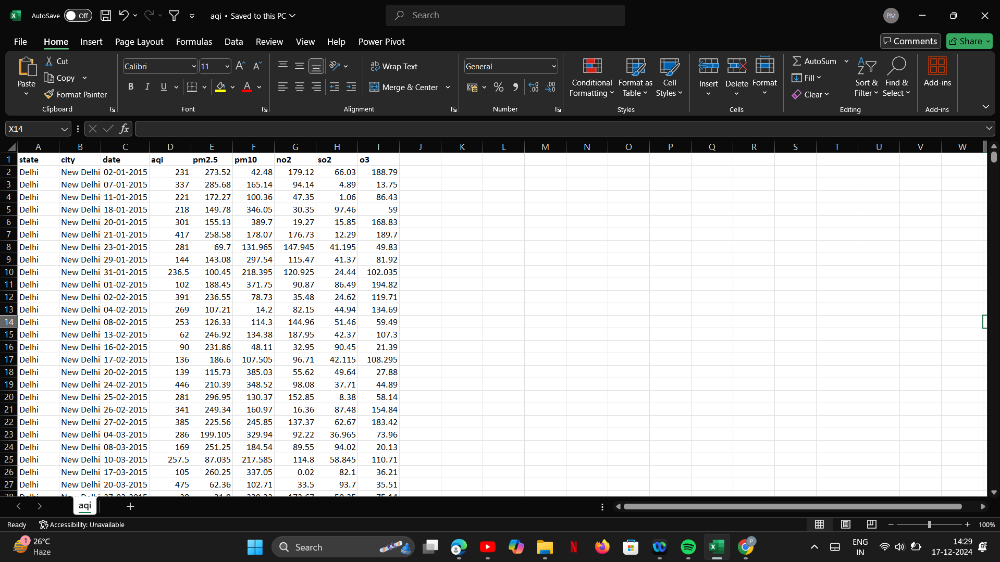 AutoSave Off aqi • Saved to this PC Search PM
File Home Insert Page Layout Formulas Data Review View Help Power Pivot Comments Share
Paste Cut Copy Format Painter Clipboard
Calibri 11 B I U A Font
Wrap Text Merge & Center Alignment
General % Number
Conditional Formatting Format as Table Cell Styles Styles
Insert Delete Format Cells
AutoSum Fill Clear Sort & Filter Find & Select Editing
Add-ins Add-ins
X14 fx
A B C D E F G H I J K L M N O P Q R S T U V W
1 state city date aqi pm2.5 pm10 no2 so2 o3
2 Delhi New Delhi 02-01-2015 231 273.52 42.48 179.12 66.03 188.79
3 Delhi New Delhi 07-01-2015 337 285.68 165.14 94.14 4.89 13.75
4 Delhi New Delhi 11-01-2015 221 172.27 100.36 47.35 1.06 86.43
5 Delhi New Delhi 18-01-2015 218 149.78 346.05 30.35 97.46 59
6 Delhi New Delhi 20-01-2015 301 155.13 389.7 19.27 15.85 168.83
7 Delhi New Delhi 21-01-2015 417 258.58 178.07 176.73 12.29 189.7
8 Delhi New Delhi 23-01-2015 281 69.7 131.965 147.945 41.195 49.83
9 Delhi New Delhi 29-01-2015 144 143.08 297.54 115.47 41.37 81.92
10 Delhi New Delhi 31-01-2015 236.5 100.45 218.395 120.925 24.44 102.035
11 Delhi New Delhi 01-02-2015 102 188.45 371.75 90.87 86.49 194.82
12 Delhi New Delhi 02-02-2015 391 236.55 78.73 35.48 24.62 119.71
13 Delhi New Delhi 04-02-2015 269 107.21 14.2 82.15 44.94 134.69
14 Delhi New Delhi 08-02-2015 253 126.33 114.3 144.96 51.46 59.49
15 Delhi New Delhi 13-02-2015 62 246.92 134.38 187.95 42.37 107.3
16 Delhi New Delhi 16-02-2015 90 231.86 48.11 32.95 90.45 21.39
17 Delhi New Delhi 17-02-2015 136 186.6 107.505 96.71 42.115 108.295
18 Delhi New Delhi 20-02-2015 139 115.73 385.03 55.62 49.64 27.88
19 Delhi New Delhi 24-02-2015 446 210.39 348.52 98.08 37.71 44.89
20 Delhi New Delhi 25-02-2015 281 296.95 130.37 152.85 8.38 58.14
21 Delhi New Delhi 26-02-2015 341 249.34 160.97 16.36 87.48 154.84
22 Delhi New Delhi 27-02-2015 385 225.56 245.85 137.37 62.67 183.42
23 Delhi New Delhi 04-03-2015 286 199.105 329.94 92.22 36.965 73.96
24 Delhi New Delhi 08-03-2015 169 251.25 184.54 89.55 94.02 20.13
25 Delhi New Delhi 10-03-2015 257.5 87.035 217.585 114.8 58.845 110.71
26 Delhi New Delhi 17-03-2015 105 260.25 337.05 0.02 82.1 36.21
27 Delhi New Delhi 20-03-2015 475 62.36 102.71 33.5 93.7 35.51
aqi
Ready Accessibility: Unavailable 100%
26°C Haze Search ENG IN 14:29 17-12-2024